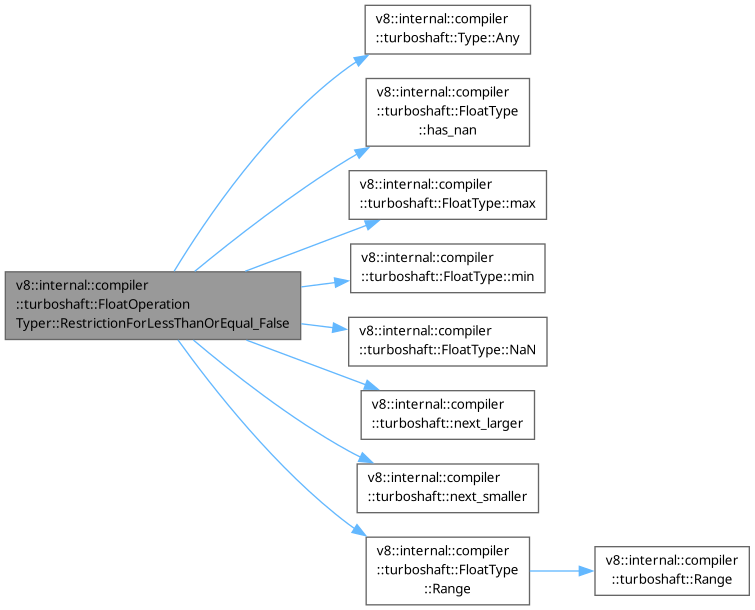 v8::internal::compiler
::turboshaft::Type::Any
v8::internal::compiler
::turboshaft::FloatType
::has_nan
v8::internal::compiler
::turboshaft::FloatType::max
v8::internal::compiler
::turboshaft::FloatType::min
v8::internal::compiler
::turboshaft::FloatOperation
Typer::RestrictionForLessThanOrEqual_False
v8::internal::compiler
::turboshaft::FloatType::NaN
v8::internal::compiler
::turboshaft::next_larger
v8::internal::compiler
::turboshaft::next_smaller
v8::internal::compiler
::turboshaft::FloatType
::Range
v8::internal::compiler
::turboshaft::Range